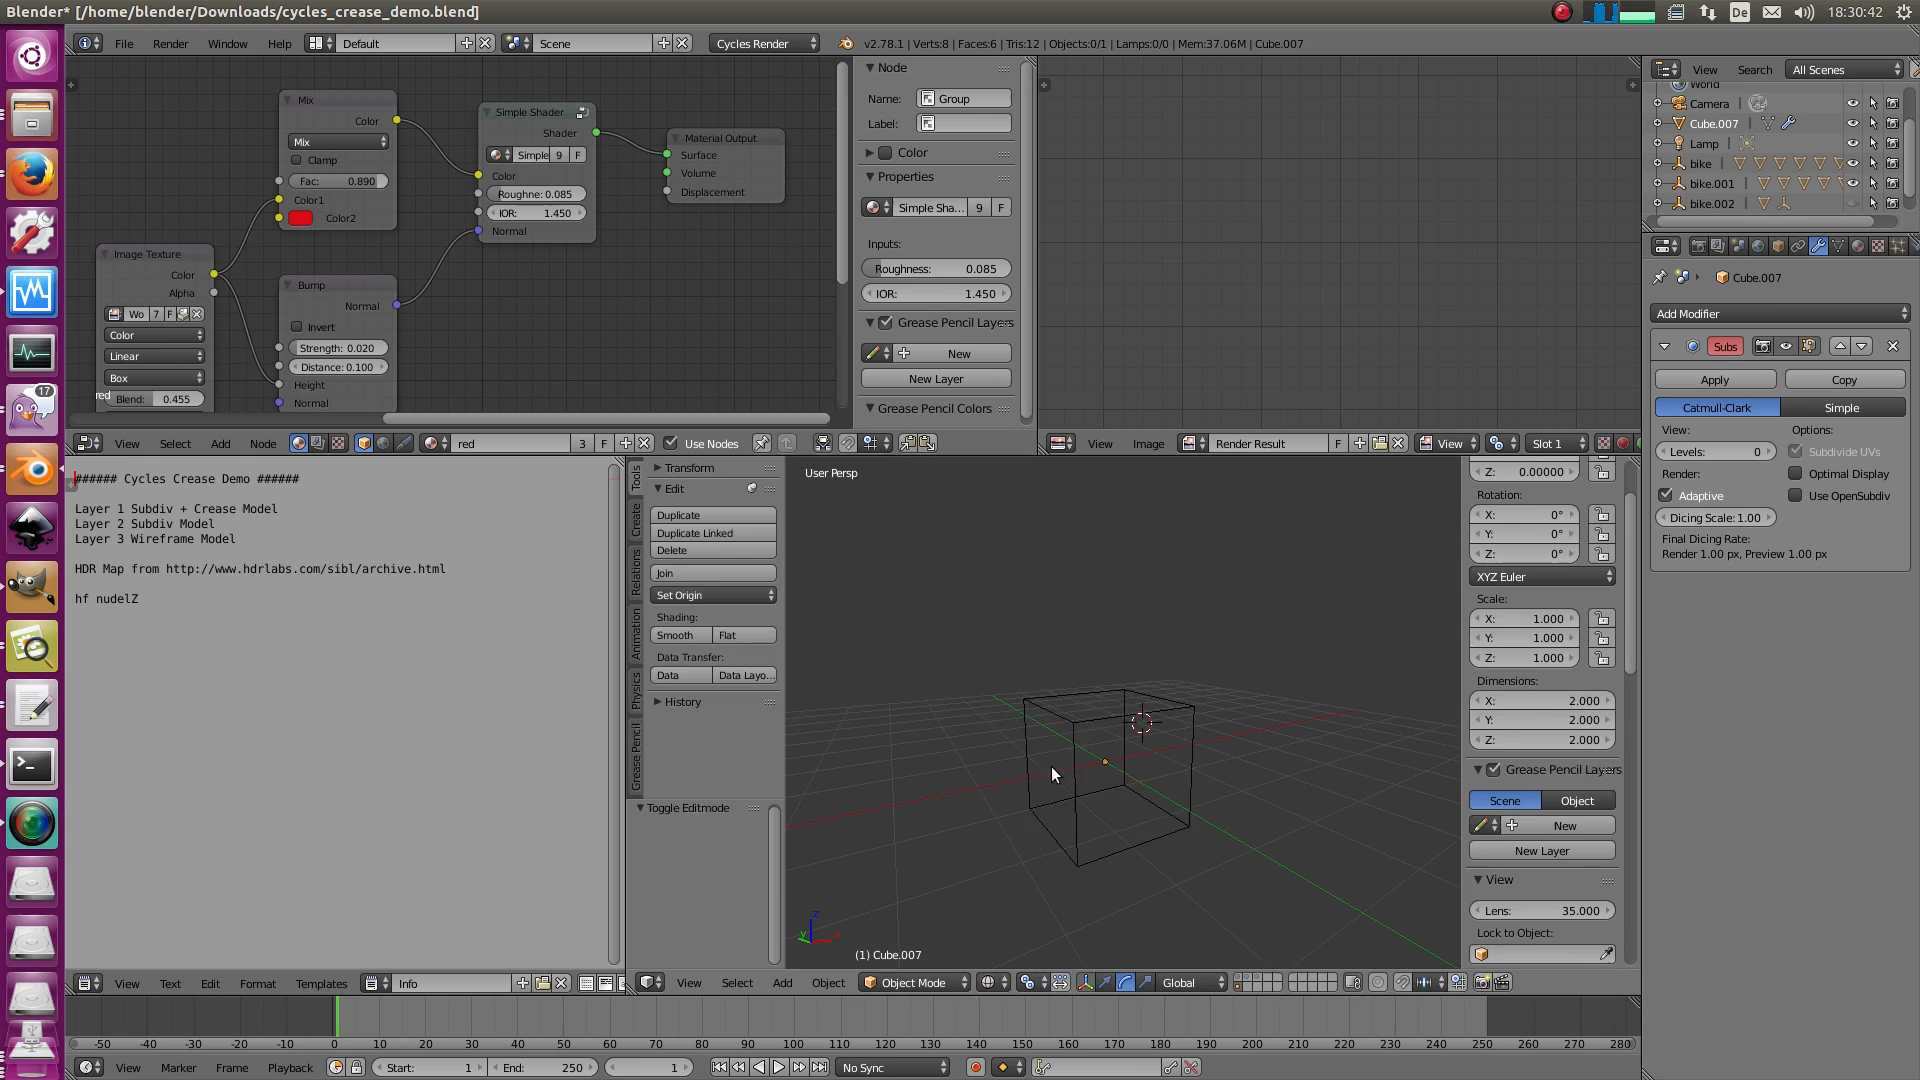 Blender* [/home/blender/Downloads/cycles_crease_demo.blend]
De
18:30:42
File Render Window Help
Default
Scene
Cycles Render
v2.78.1 | Verts:8 | Faces:6 | Tris:12 | Objects:0/1 | Lamps:0/0 | Mem:37.06M | Cube.007
17
Mix
Color
Mix
Clamp
Fac: 0.890
Color1
Color2
Simple Shader
Shader
Simple 9 F
Color
Roughne: 0.085
IOR: 1.450
Normal
Material Output
Surface
Volume
Displacement
Image Texture
Color
Alpha
Wo 7 F
Color
Linear
Box
Blend: 0.455
red
Bump
Normal
Invert
Strength: 0.020
Distance: 0.100
Height
Normal
Node
Name: Group
Label:
Color
Properties
Simple Sha... 9 F
Inputs:
Roughness: 0.085
IOR: 1.450
Grease Pencil Layers
New
New Layer
Grease Pencil Colors
View Select Add Node
red 3 F
Use Nodes
View Image
Render Result F
View
Slot 1
View Search All Scenes
World
Camera
Cube.007
Lamp
bike
bike.001
bike.002
Cube.007
Add Modifier
Subs
Apply Copy
Catmull-Clark Simple
View: Options:
Levels: 0 Subdivide UVs
Render: Optimal Display
Adaptive Use OpenSubdiv
Dicing Scale: 1.00
Final Dicing Rate:
Render 1.00 px, Preview 1.00 px
###### Cycles Crease Demo ######
Layer 1 Subdiv + Crease Model
Layer 2 Subdiv Model
Layer 3 Wireframe Model
HDR Map from http://www.hdrlabs.com/sibl/archive.html
hf nudelZ
View Text Edit Format Templates
Info
Tools
Create
Relations
Animation
Physics
Grease Pencil
Transform
Edit
Duplicate
Duplicate Linked
Delete
Join
Set Origin
Shading:
Smooth Flat
Data Transfer:
Data Data Layo...
History
Toggle Editmode
User Persp
z
y
x
(1) Cube.007
View Select Add Object
Object Mode
Global
Z: 0.00000
Rotation:
X: 0°
Y: 0°
Z: 0°
XYZ Euler
Scale:
X: 1.000
Y: 1.000
Z: 1.000
Dimensions:
X: 2.000
Y: 2.000
Z: 2.000
Grease Pencil Layers
Scene Object
New
New Layer
View
Lens: 35.000
Lock to Object:
-50 -40 -30 -20 -10 0 10 20 30 40 50 60 70 80 90 100 110 120 130 140 150 160 170 180 190 200 210 220 230 240 250 260 270 280
View Marker Frame Playback
Start: 1
End: 250
1
No Sync